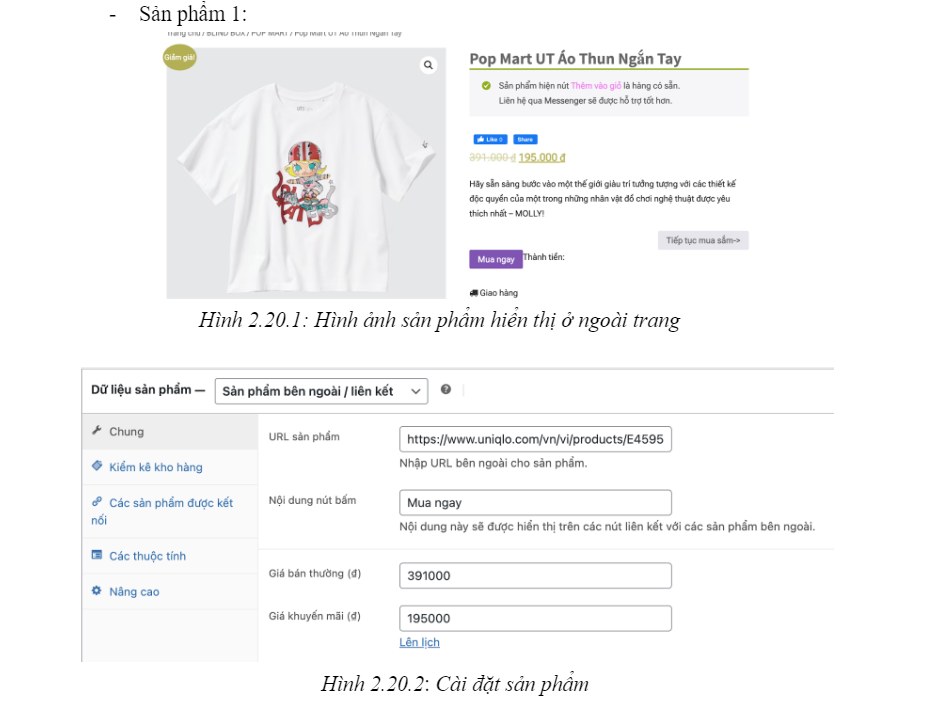 - Sản phẩm 1:
Trang chủ / BLIND BOX / POP MART / Pop Mart UT Áo Thun Ngắn Tay
Giảm giá!
Pop Mart UT Áo Thun Ngắn Tay
Sản phẩm hiện nút Thêm vào giỏ là hàng có sẵn.
Liên hệ qua Messenger sẽ được hỗ trợ tốt hơn.
Like 0 Share
391.000 ₫ 195.000 ₫
Hãy sẵn sàng bước vào một thế giới giàu trí tưởng tượng với các thiết kế
độc quyền của một trong những nhân vật đồ chơi nghệ thuật được yêu
thích nhất – MOLLY!
Tiếp tục mua sắm->
Mua ngay Thành tiền:
Giao hàng
Hình 2.20.1: Hình ảnh sản phẩm hiển thị ở ngoài trang
Dữ liệu sản phẩm — Sản phẩm bên ngoài / liên kết
Chung
Kiểm kê kho hàng
Các sản phẩm được kết
nối
Các thuộc tính
Nâng cao
URL sản phẩm https://www.uniqlo.com/vn/vi/products/E4595
Nhập URL bên ngoài cho sản phẩm.
Nội dung nút bấm Mua ngay
Nội dung này sẽ được hiển thị trên các nút liên kết với các sản phẩm bên ngoài.
Giá bán thường (₫) 391000
Giá khuyến mãi (₫) 195000
Lên lịch
Hình 2.20.2: Cài đặt sản phẩm